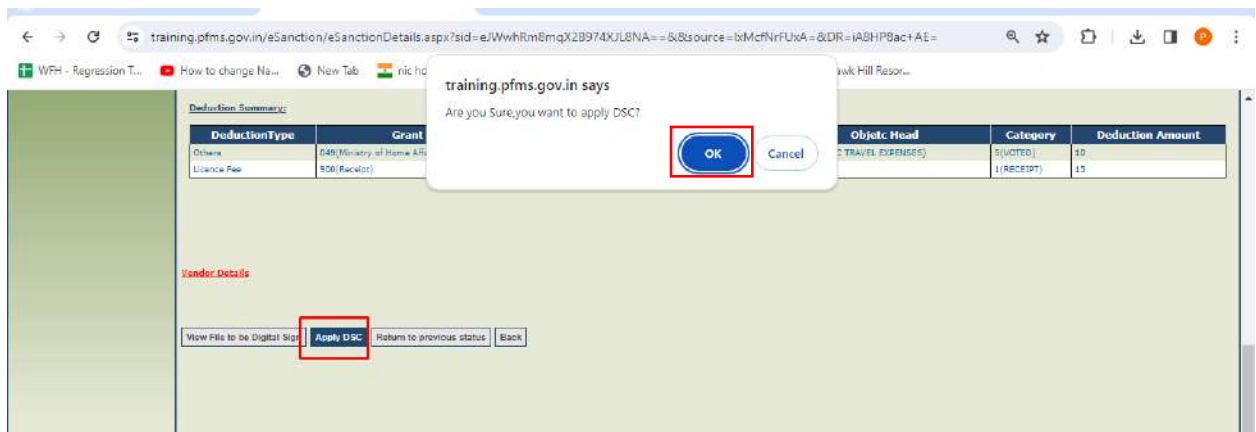 training.pfms.gov.in/eSanction/eSanctionDetails.aspx?sid=eJWwhRm8mqX2B974XJL8NA==&&source=lxMcfNrFUxA=&DR=iA8HP8ac+AE=
WFH - Regression T... How to change Na... New Tab nic awk Hill Resor...
training.pfms.gov.in says
Are you Sure,you want to apply DSC?
OK Cancel
Deduction Summary:
DeductionType Grant Objetc Head Category Deduction Amount
Others 049(Ministry of Home TRAVEL EXPENSES) 5(VOTED) 10
Licence Fee 900(Receipt) 1(RECEIPT) 15
Vendor Details
View File to be Digital Sign Apply DSC Return to previous status Back